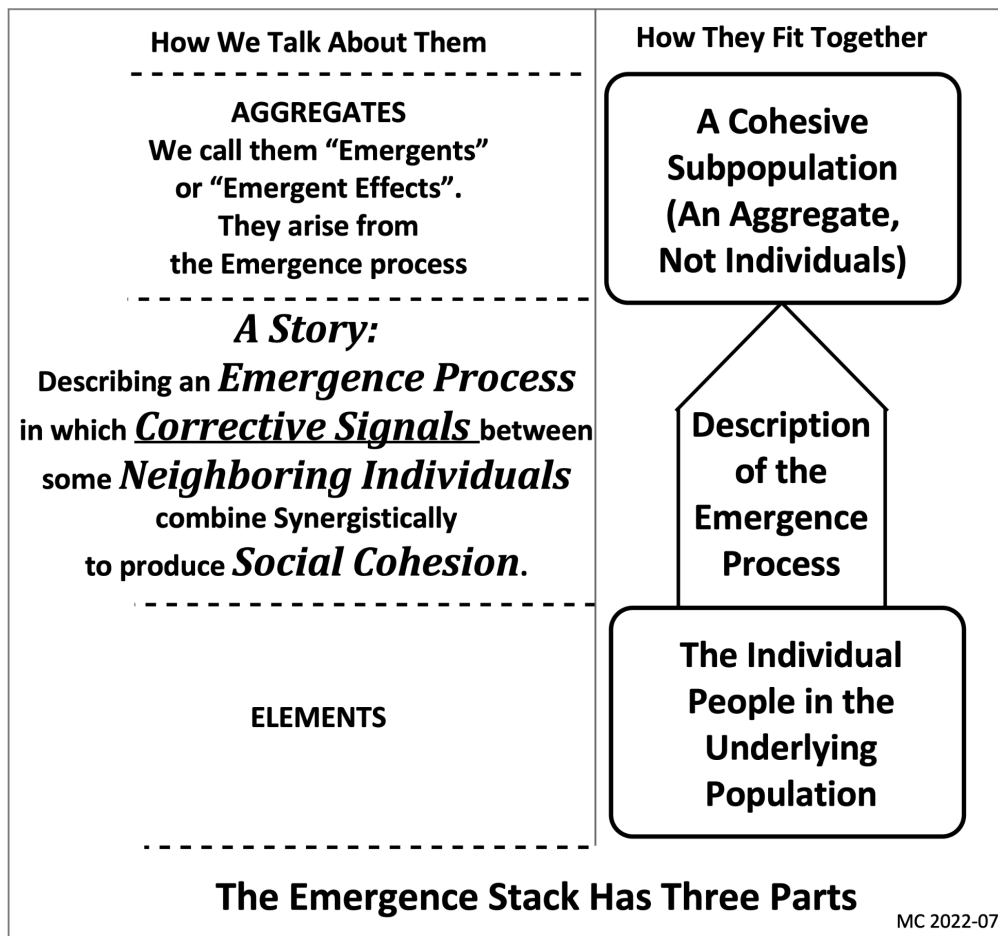 How We Talk About Them
How They Fit Together
AGGREGATES
We call them “Emergents”
or “Emergent Effects”.
They arise from
the Emergence process
A Cohesive
Subpopulation
(An Aggregate,
Not Individuals)
A Story:
Describing an Emergence Process
in which Corrective Signals between
some Neighboring Individuals
combine Synergistically
to produce Social Cohesion.
Description
of the
Emergence
Process
ELEMENTS
The Individual
People in the
Underlying
Population
The Emergence Stack Has Three Parts
MC 2022-07